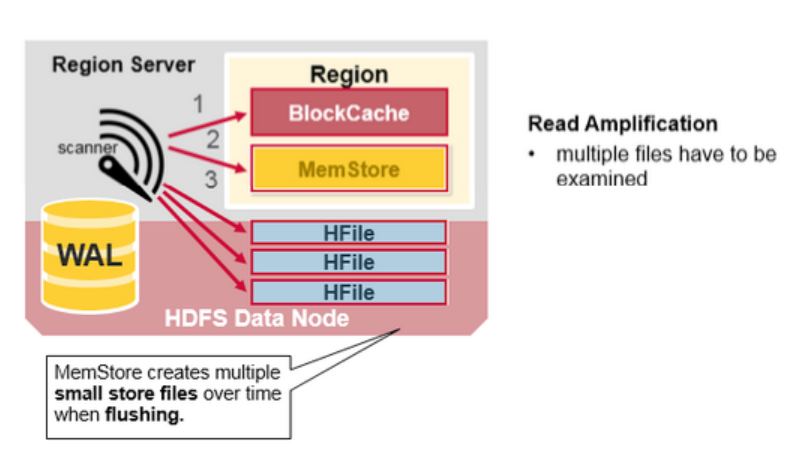 Region Server
Region
1
BlockCache
scanner
2
MemStore
3
HFile
WAL
HFile
HFile
HDFS Data Node
MemStore creates multiple
small store files over time
when flushing.
Read Amplification
• multiple files have to be
examined